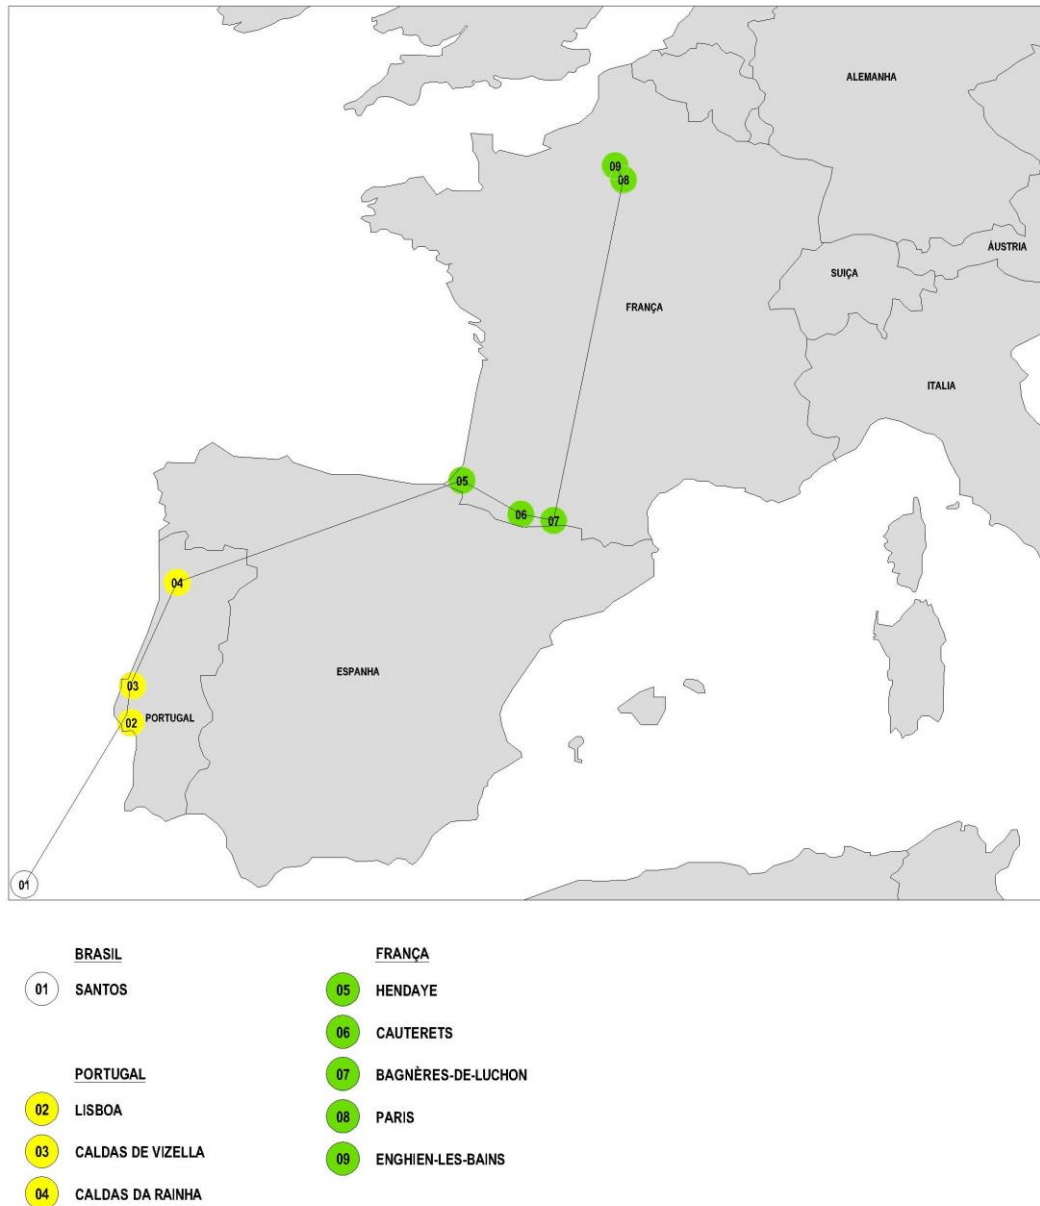 ALEMANHA
09
08
ÁUSTRIA
SUIÇA
FRANÇA
ITALIA
05
06
07
04
ESPANHA
03
02 PORTUGAL
01
BRASIL
01 SANTOS
PORTUGAL
02 LISBOA
03 CALDAS DE VIZELLA
04 CALDAS DA RAINHA
FRANÇA
05 HENDAYE
06 CAUTERETS
07 BAGNÈRES-DE-LUCHON
08 PARIS
09 ENGHIEN-LES-BAINS